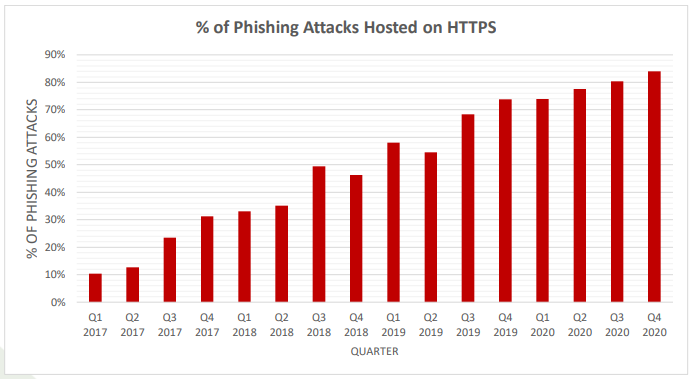 % of Phishing Attacks Hosted on HTTPS
% OF PHISHING ATTACKS
90%
80%
70%
60%
50%
40%
30%
20%
10%
0%
Q1 Q2 Q3 Q4 Q1 Q2 Q3 Q4 Q1 Q2 Q3 Q4 Q1 Q2 Q3 Q4
2017 2017 2017 2017 2018 2018 2018 2018 2019 2019 2019 2019 2020 2020 2020 2020
QUARTER